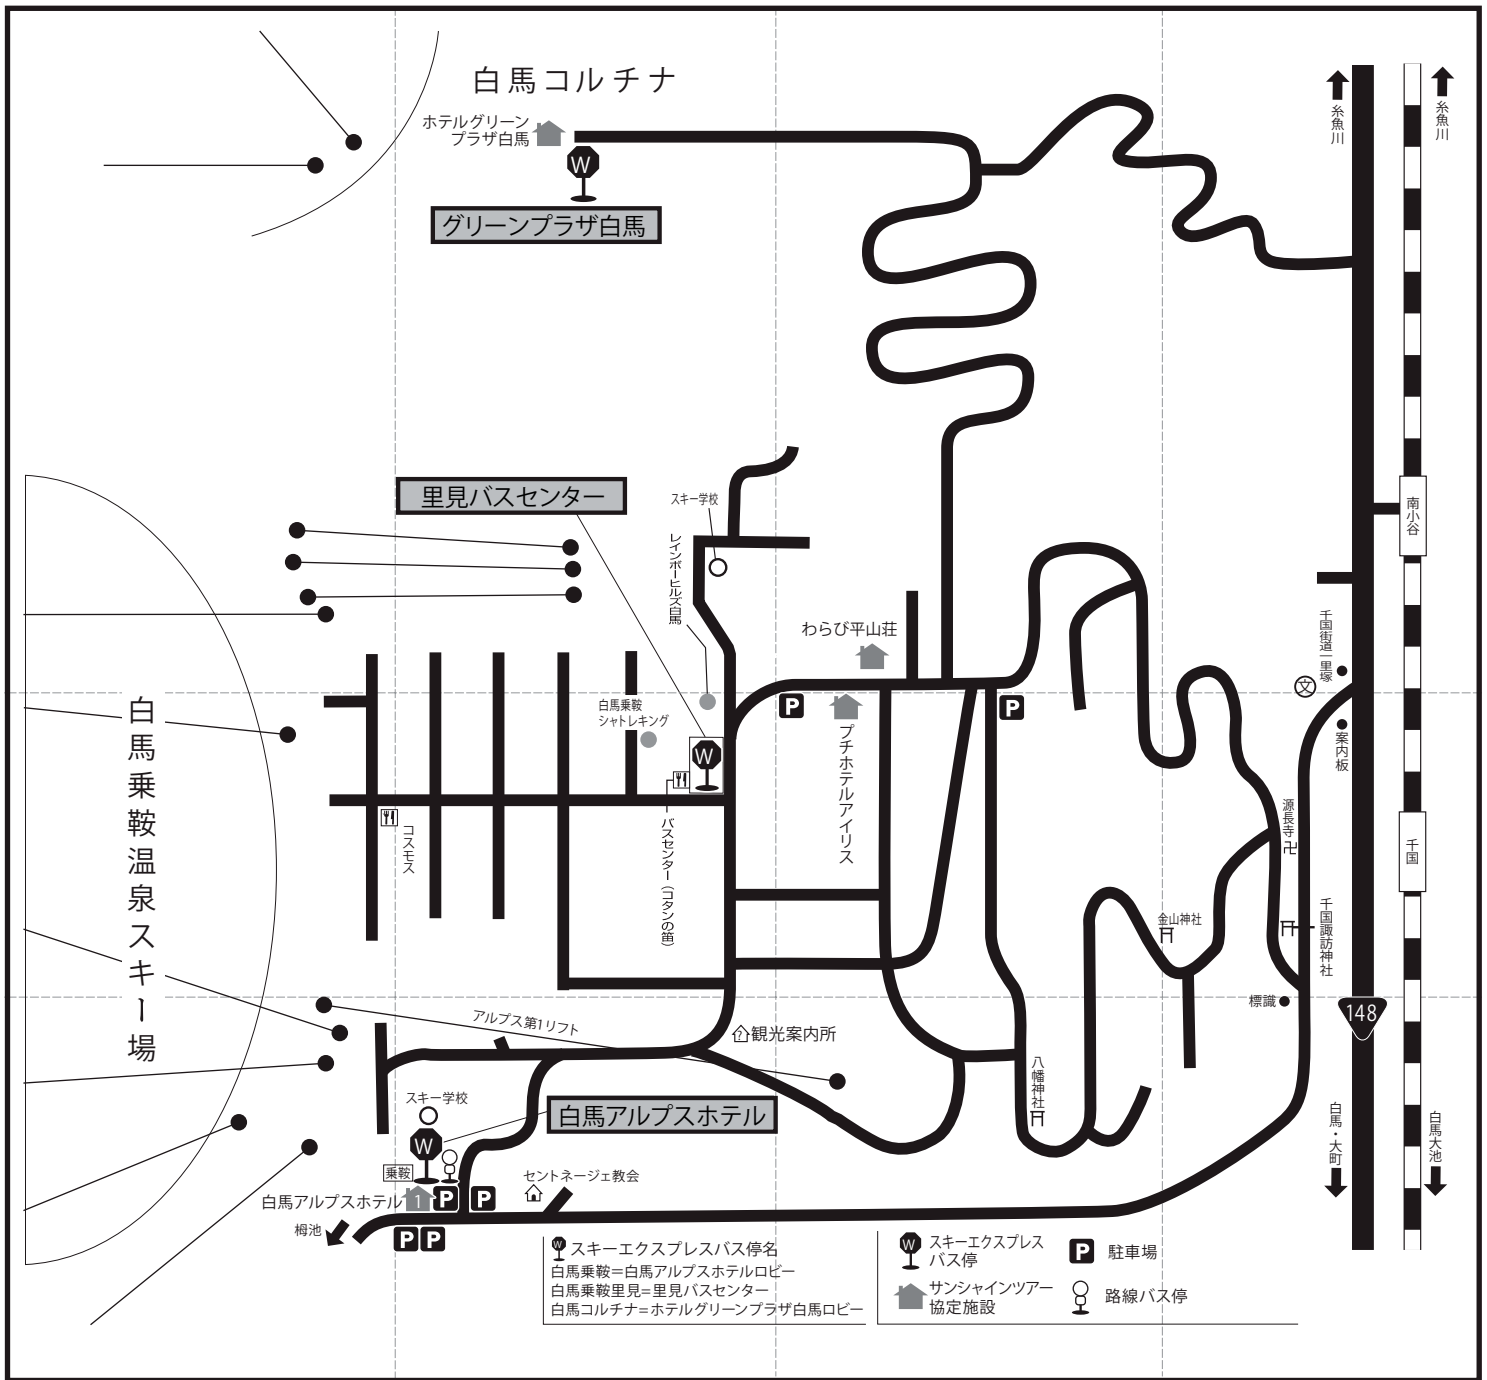 白馬コルチナ
ホテルグリーン
プラザ白馬
W
グリーンプラザ白馬
糸魚川
糸魚川
里見バスセンター
スキー学校
レインボーヒルズ白馬
南小谷
わらび平山荘
千国街道一里塚
文
白馬乗鞍
シャトレキング
P
P
プチホテルアイリス
案内板
W
白馬乗鞍温泉スキー場
コスモス
バスセンター（コタンの笛）
源長寺
卍
千国
金山神社
千国諏訪神社
標識
148
アルプス第1リフト
?
観光案内所
八幡神社
スキー学校
白馬アルプスホテル
W
乗鞍
白馬・大町
白馬大池
セントネージェ教会
白馬アルプスホテル
1
P
P
栂池
P
P
W
スキーエクスプレスバス停名
白馬乗鞍＝白馬アルプスホテルロビー
白馬乗鞍里見＝里見バスセンター
白馬コルチナ＝ホテルグリーンプラザ白馬ロビー
W
スキーエクスプレス
バス停
P
駐車場
サンシャインツアー
協定施設
路線バス停